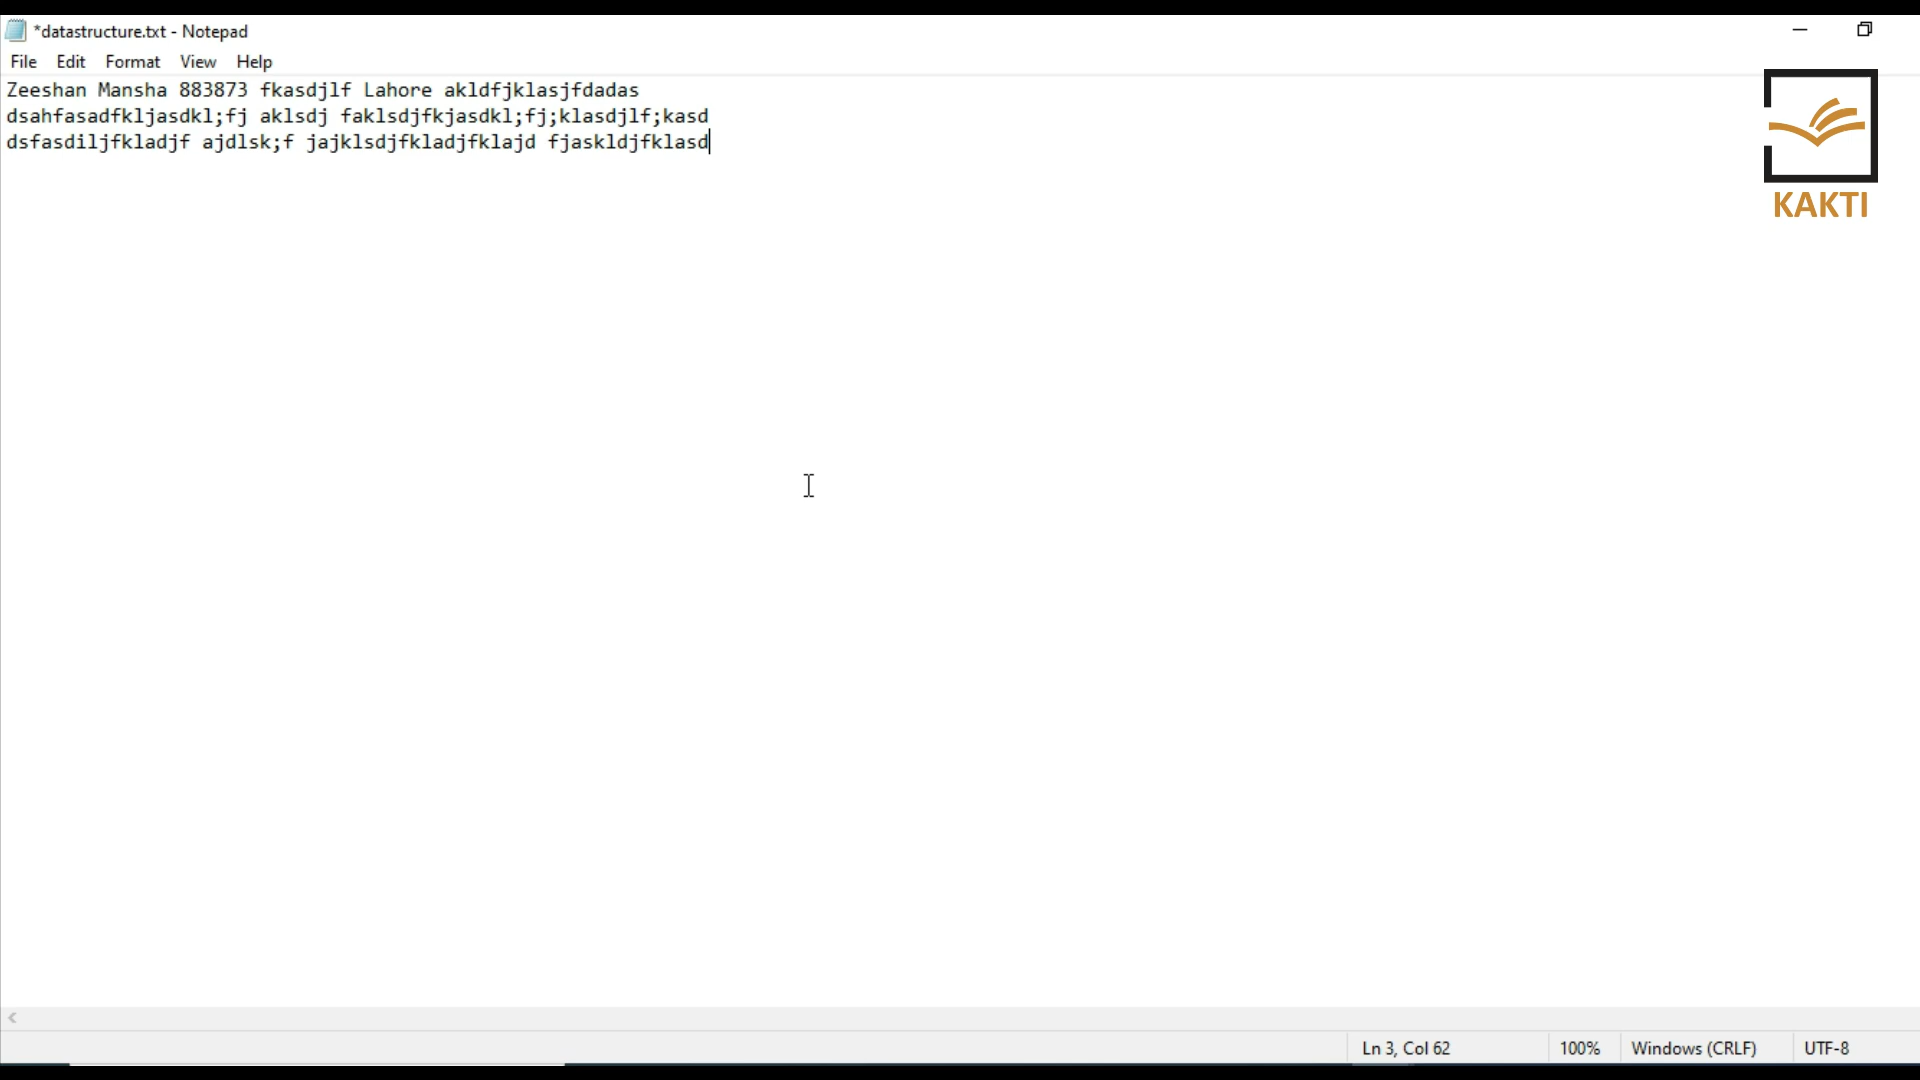 *datastructure.txt - Notepad
File Edit Format View Help
Zeeshan Mansha 883873 fkasdjlf Lahore akldfjklasjfdadas
dsahfasadfkljasdkl;fj aklsdj faklsdjfkjasdkl;fj;klasdjlf;kasd
dsfasdiljfkladjf ajdlsk;f jajklsdjfkladjfklajd fjaskldjfklasd
KAKTI
Ln 3, Col 62 100% Windows (CRLF) UTF-8